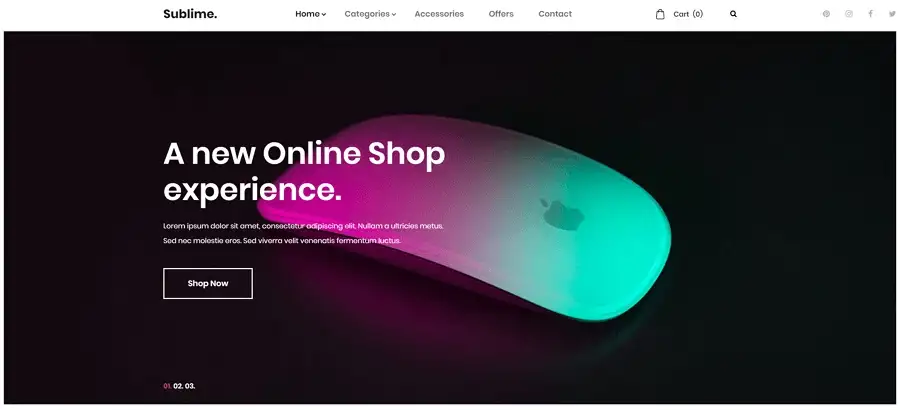 Sublime.
Home Categories Accessories Offers Contact Cart (0)
A new Online Shop
experience.
Lorem ipsum dolor sit amet, consectetur adipiscing elit. Nullam a ultricies metus.
Sed nec molestie eros. Sed viverra velit venenatis fermentum luctus.
Shop Now
01. 02. 03.